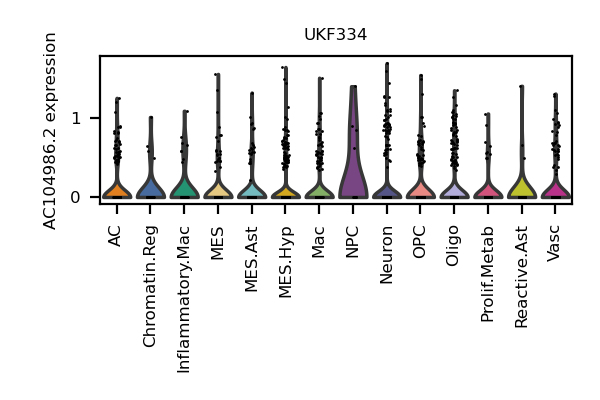 UKF334
AC104986.2 expression
1
0
AC
Chromatin.Reg
Inflammatory.Mac
MES
MES.Ast
MES.Hyp
Mac
NPC
Neuron
OPC
Oligo
Prolif.Metab
Reactive.Ast
Vasc